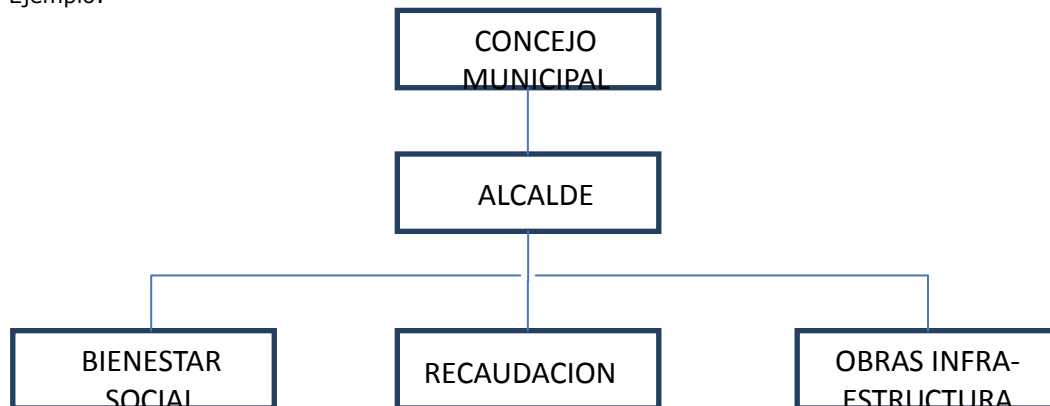 Ejemplo:
CONCEJO
MUNICIPAL
ALCALDE
BIENESTAR
SOCIAL
RECAUDACION
OBRAS INFRA-
ESTRUCTURA